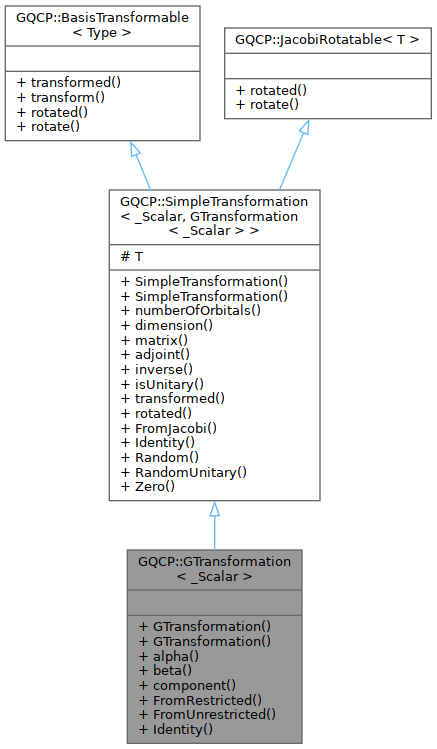 GQCP::BasisTransformable
< Type >
+ transformed()
+ transform()
+ rotated()
+ rotate()
GQCP::JacobiRotatable< T >
+ rotated()
+ rotate()
GQCP::SimpleTransformation
< _Scalar, GTransformation
< _Scalar > >
# T
+ SimpleTransformation()
+ SimpleTransformation()
+ numberOfOrbitals()
+ dimension()
+ matrix()
+ adjoint()
+ inverse()
+ isUnitary()
+ transformed()
+ rotated()
+ FromJacobi()
+ Identity()
+ Random()
+ RandomUnitary()
+ Zero()
GQCP::GTransformation
< _Scalar >
+ GTransformation()
+ GTransformation()
+ alpha()
+ beta()
+ component()
+ FromRestricted()
+ FromUnrestricted()
+ Identity()